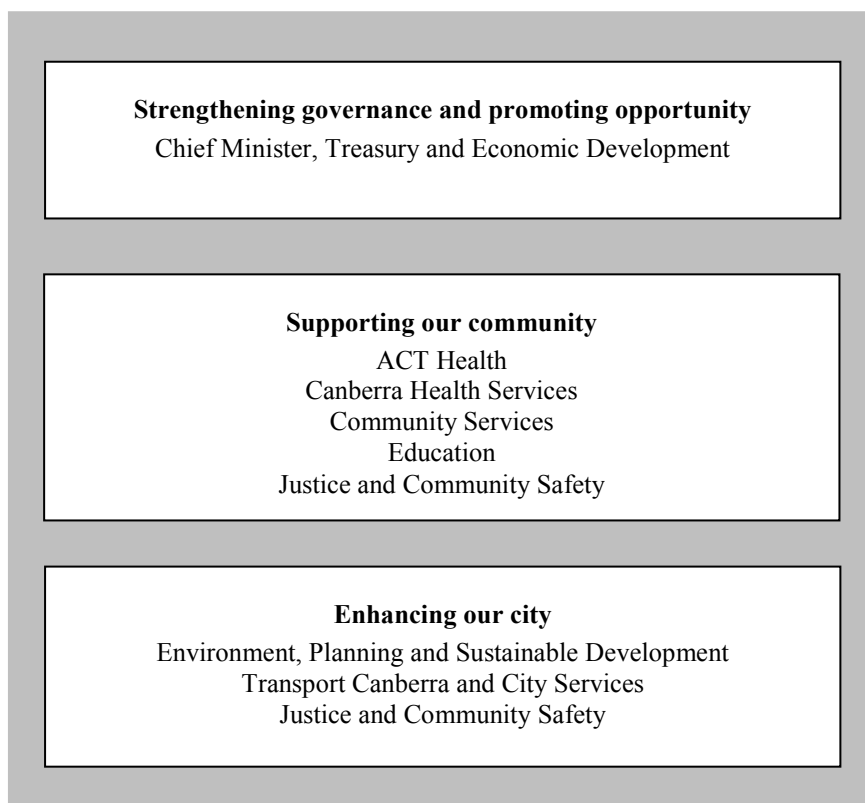 Strengthening governance and promoting opportunity
Chief Minister, Treasury and Economic Development
Supporting our community
ACT Health
Canberra Health Services
Community Services
Education
Justice and Community Safety
Enhancing our city
Environment, Planning and Sustainable Development
Transport Canberra and City Services
Justice and Community Safety